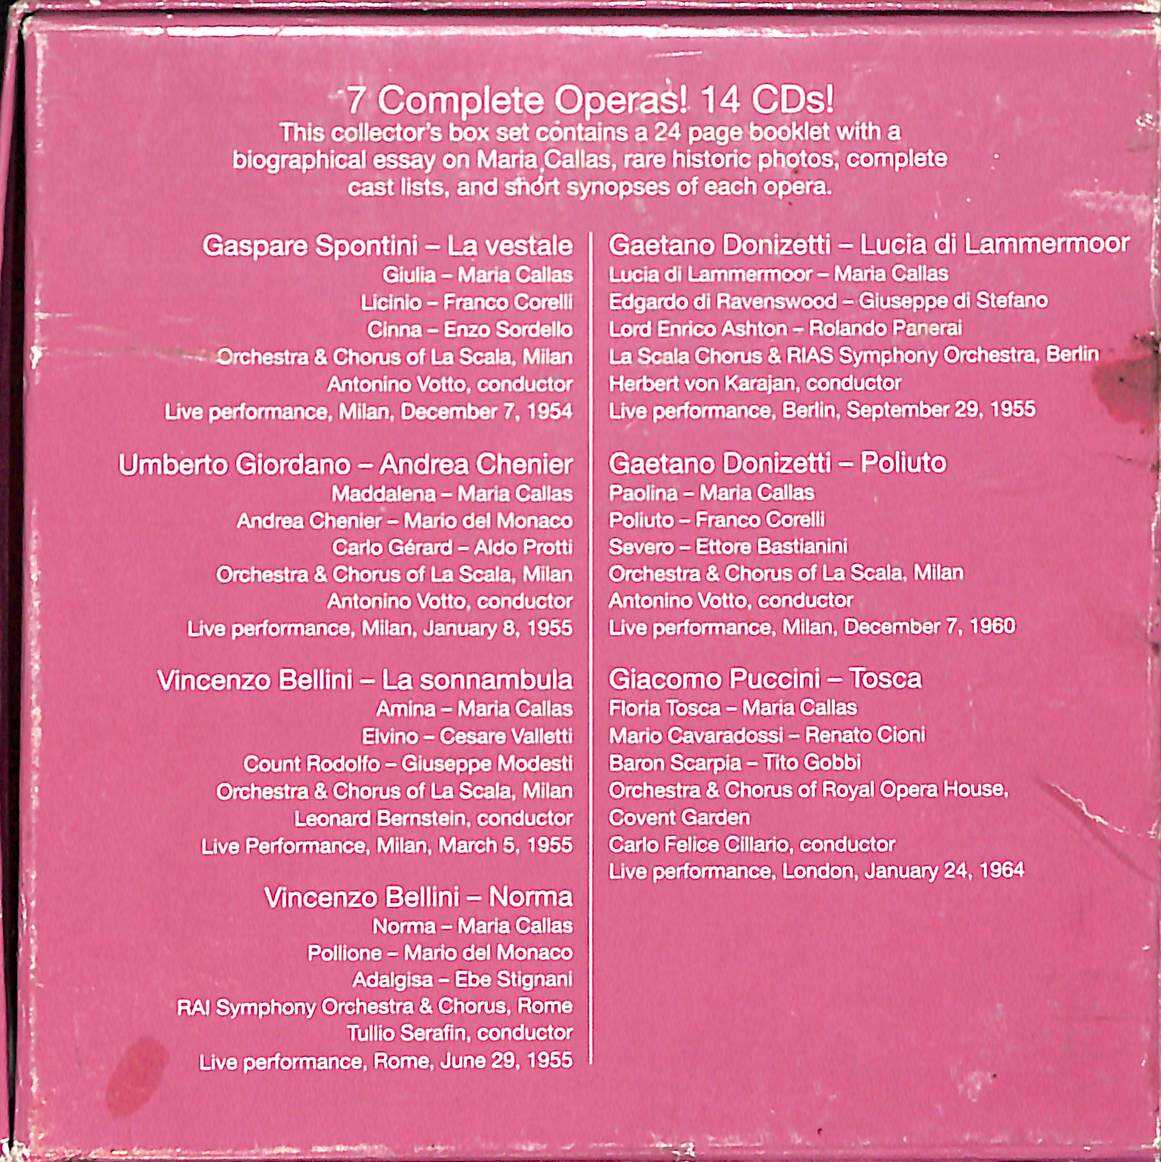 7 Complete Operas! 14 CDs!
This collector's box set contains a 24 page booklet with a
biographical essay on Maria Callas, rare historic photos, complete
cast lists, and short synopses of each opera.
Gaspare Spontini – La vestale
Giulia – Maria Callas
Licinio – Franco Corelli
Cinna – Enzo Sordello
Orchestra & Chorus of La Scala, Milan
Antonino Votto, conductor
Live performance, Milan, December 7, 1954
Umberto Giordano – Andrea Chenier
Maddalena – Maria Callas
Andrea Chenier – Mario del Monaco
Carlo Gérard – Aldo Protti
Orchestra & Chorus of La Scala, Milan
Antonino Votto, conductor
Live performance, Milan, January 8, 1955
Vincenzo Bellini – La sonnambula
Amina – Maria Callas
Elvino – Cesare Valletti
Count Rodolfo – Giuseppe Modesti
Orchestra & Chorus of La Scala, Milan
Leonard Bernstein, conductor
Live Performance, Milan, March 5, 1955
Vincenzo Bellini – Norma
Norma – Maria Callas
Pollione – Mario del Monaco
Adalgisa – Ebe Stignani
RAI Symphony Orchestra & Chorus, Rome
Tullio Serafin, conductor
Live performance, Rome, June 29, 1955
Gaetano Donizetti – Lucia di Lammermoor
Lucia di Lammermoor – Maria Callas
Edgardo di Ravenswood – Giuseppe di Stefano
Lord Enrico Ashton – Rolando Panerai
La Scala Chorus & RIAS Symphony Orchestra, Berlin
Herbert von Karajan, conductor
Live performance, Berlin, September 29, 1955
Gaetano Donizetti – Poliuto
Paolina – Maria Callas
Poliuto – Franco Corelli
Severo – Ettore Bastianini
Orchestra & Chorus of La Scala, Milan
Antonino Votto, conductor
Live performance, Milan, December 7, 1960
Giacomo Puccini – Tosca
Floria Tosca – Maria Callas
Mario Cavaradossi – Renato Cioni
Baron Scarpia – Tito Gobbi
Orchestra & Chorus of Royal Opera House,
Covent Garden
Carlo Felice Cillario, conductor
Live performance, London, January 24, 1964